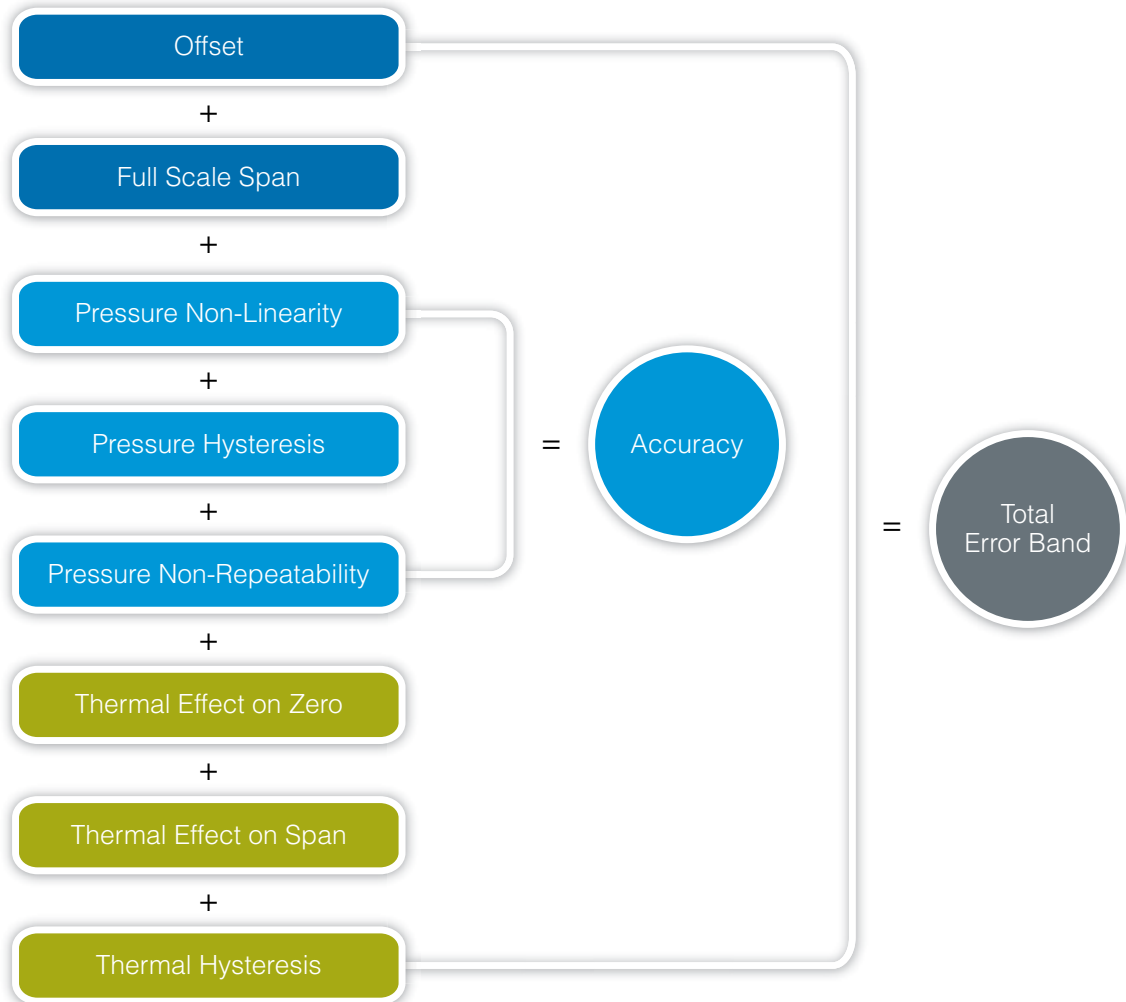 Offset
+
Full Scale Span
+
Pressure Non-Linearity
+
Pressure Hysteresis
+
Pressure Non-Repeatability
+
Thermal Effect on Zero
+
Thermal Effect on Span
+
Thermal Hysteresis
=
Accuracy
=
Total
Error Band